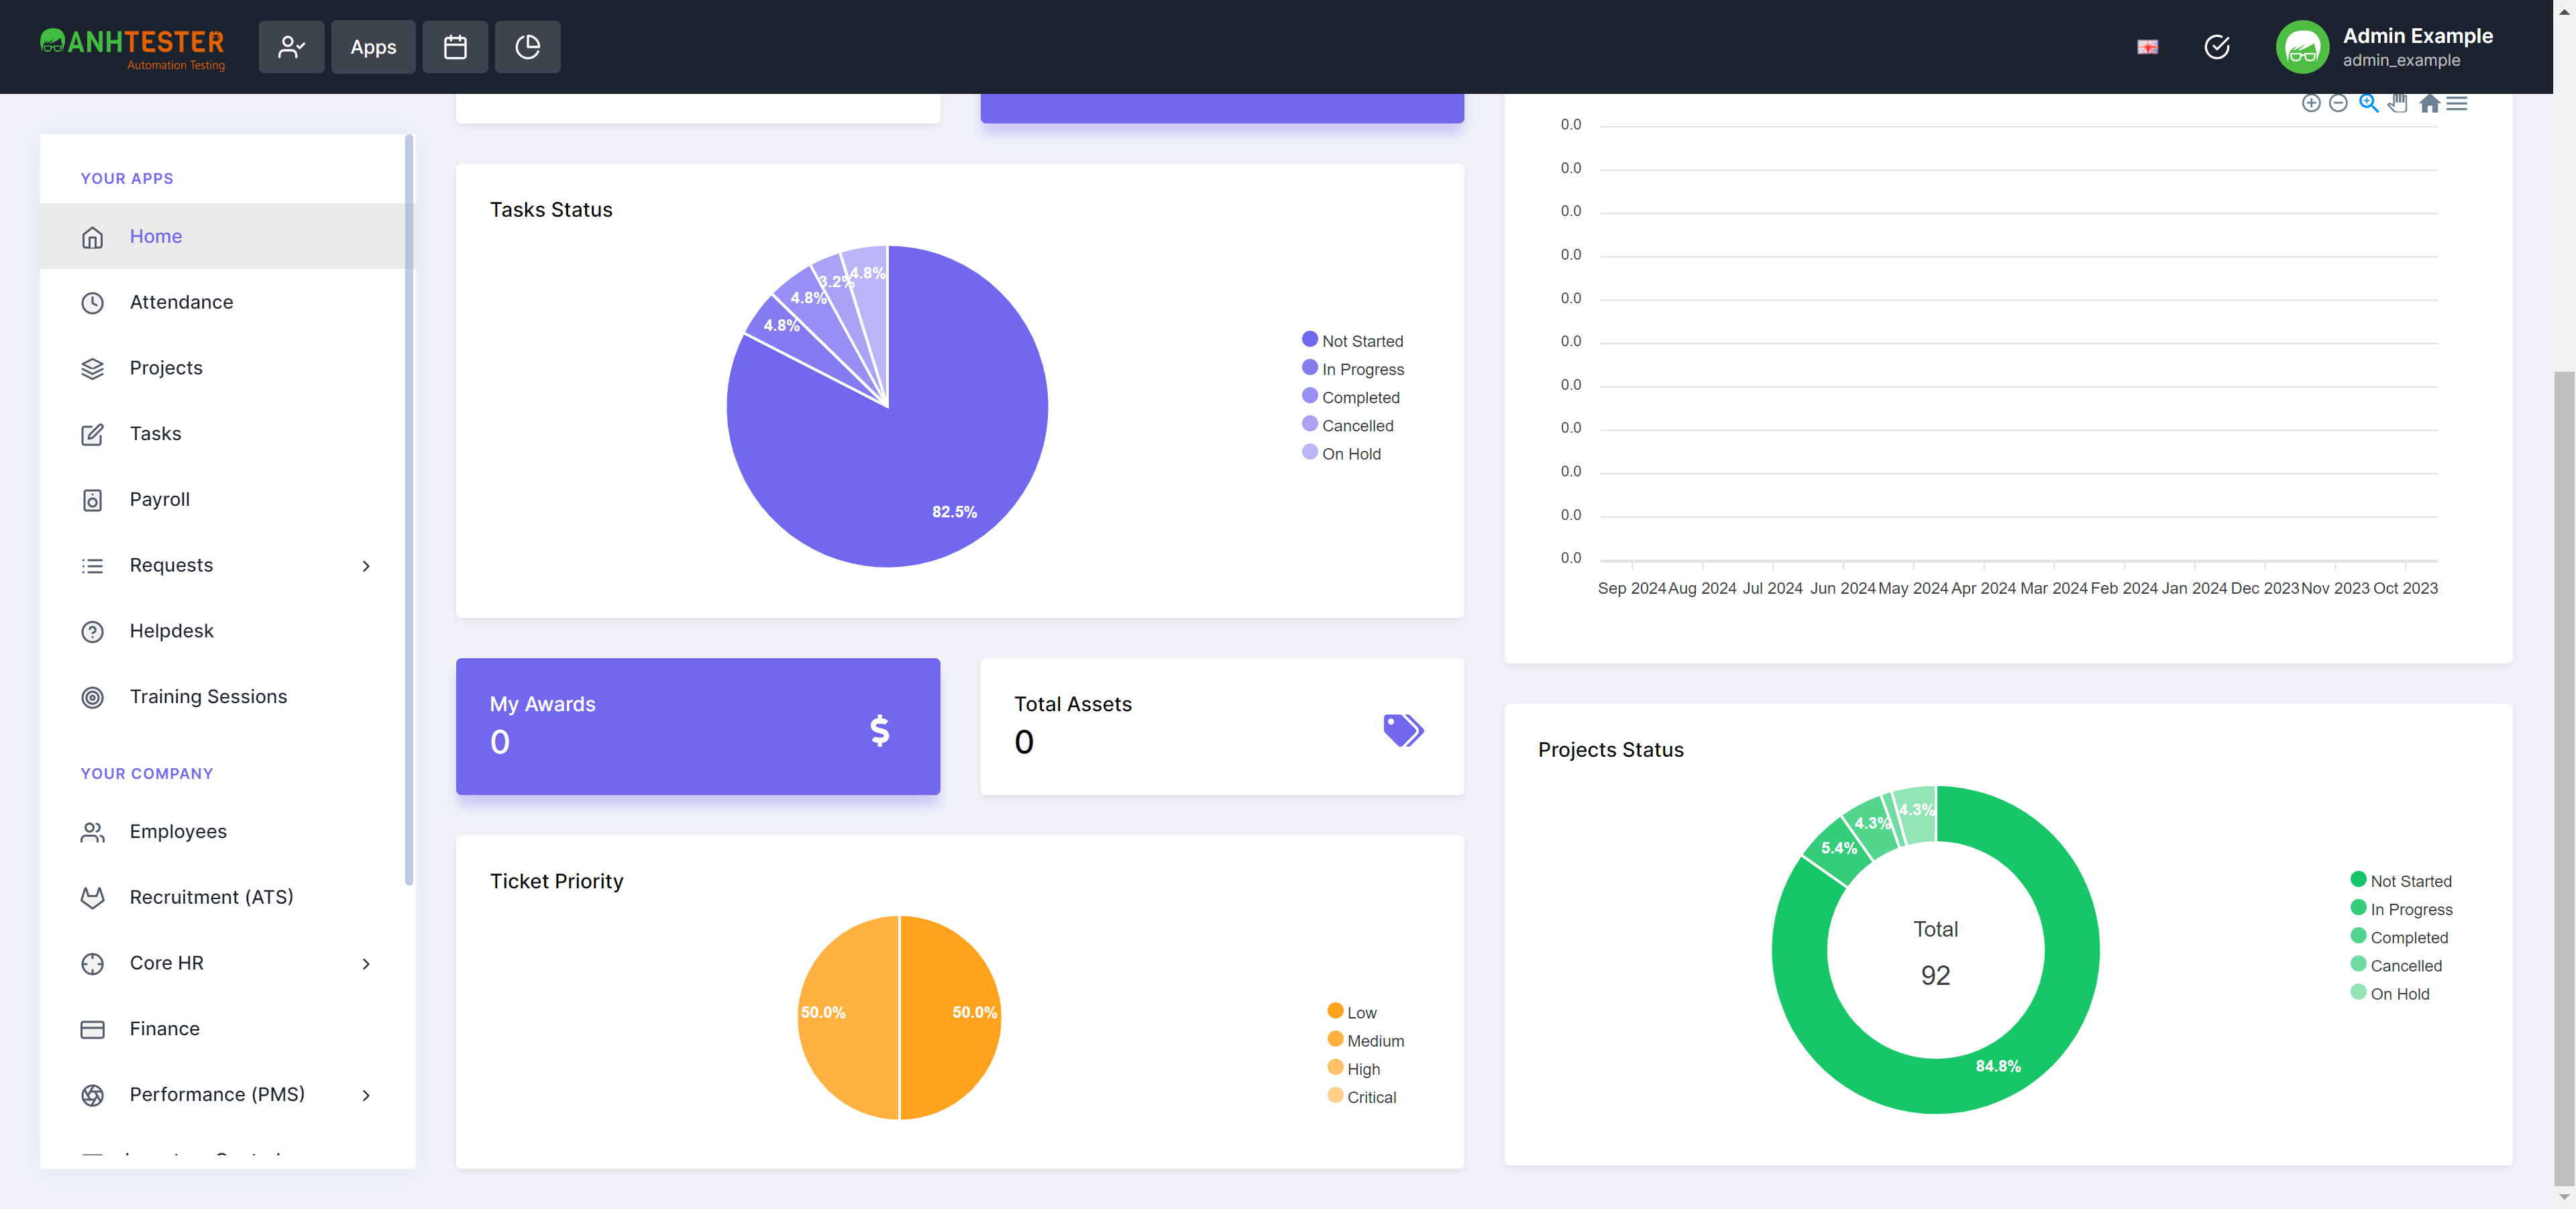 ANHTESTER
Automation Testing
Apps
Admin Example
admin_example
YOUR APPS
Home
Attendance
Projects
Tasks
Payroll
Requests
Helpdesk
Training Sessions
YOUR COMPANY
Employees
Recruitment (ATS)
Core HR
Finance
Performance (PMS)
Tasks Status
4.8%
3.2%
4.8%
4.8%
82.5%
Not Started
In Progress
Completed
Cancelled
On Hold
My Awards
0
Total Assets
0
Ticket Priority
50.0%
50.0%
Low
Medium
High
Critical
0.0
0.0
0.0
0.0
0.0
0.0
0.0
0.0
0.0
0.0
0.0
Sep 2024 Aug 2024 Jul 2024 Jun 2024 May 2024 Apr 2024 Mar 2024 Feb 2024 Jan 2024 Dec 2023 Nov 2023 Oct 2023
Projects Status
4.3%
4.3%
5.4%
Total
92
84.8%
Not Started
In Progress
Completed
Cancelled
On Hold